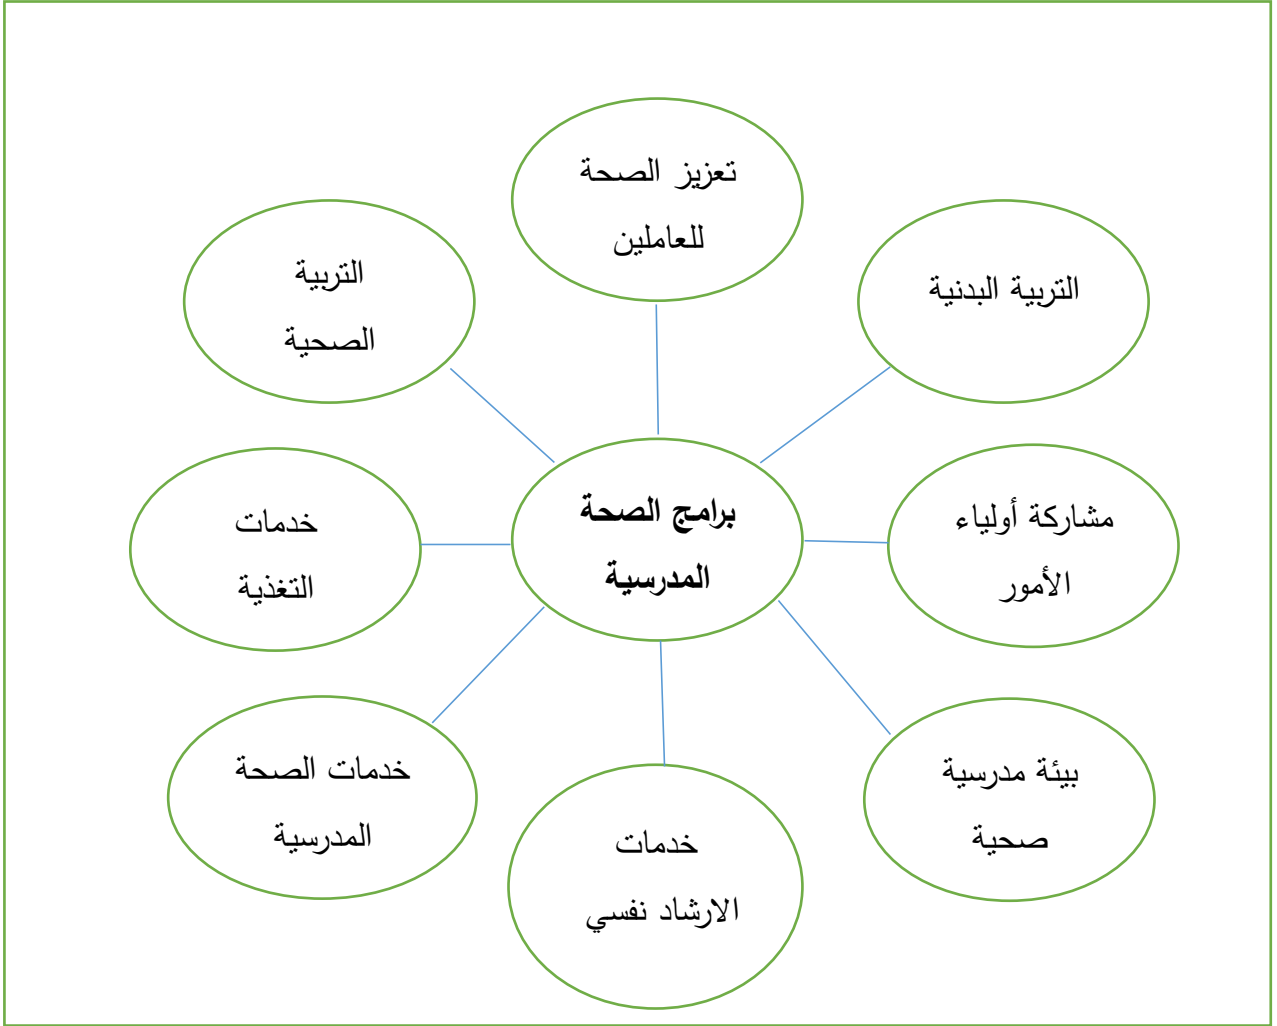 تعزيز الصحة
للعاملين
التربية البدنية
التربية
الصحية
برامج الصحة
المدرسية
مشاركة أولياء
الأمور
خدمات
التغذية
بيئة مدرسية
صحية
خدمات الصحة
المدرسية
خدمات
الارشاد نفسي